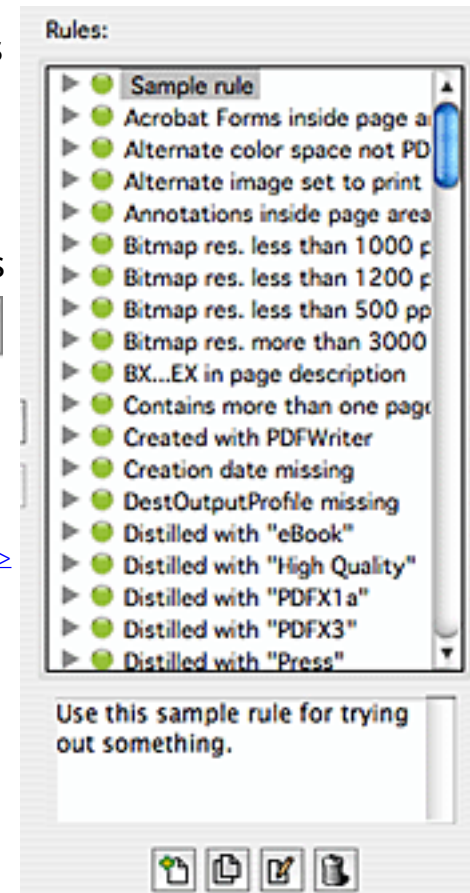 Rules:
Sample rule
Acrobat Forms inside page
Alternate color space not PD
Alternate image set to print
Annotations inside page area
Bitmap res. less than 1000 p
Bitmap res. less than 1200 p
Bitmap res. less than 500 pp
Bitmap res. more than 3000
BX...EX in page description
Contains more than one page
Created with PDFWriter
Creation date missing
DestOutputProfile missing
Distilled with "eBook"
Distilled with "High Quality"
Distilled with "PDFX1a"
Distilled with "PDFX3"
Distilled with "Press"
Use this sample rule for trying
out something.
s
s
>